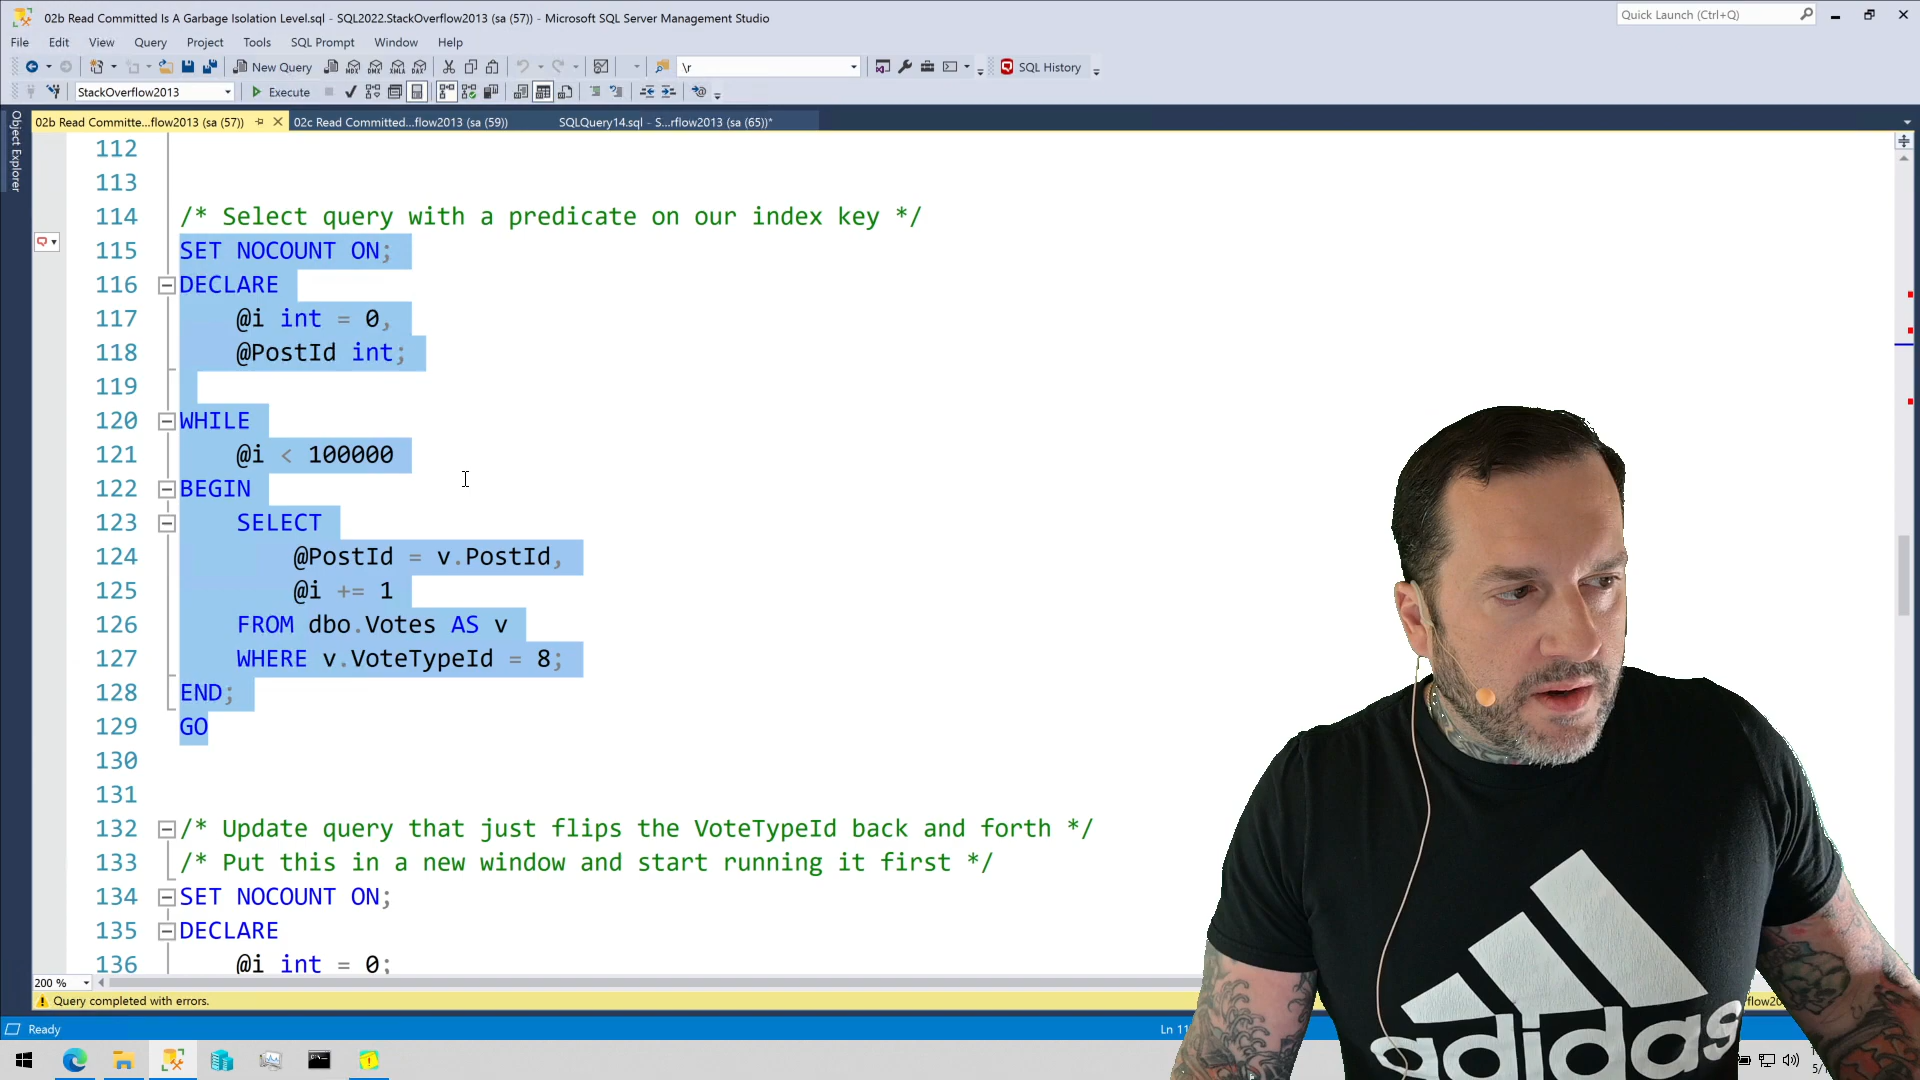 02b Read Committed Is A Garbage Isolation Level.sql - SQL2022.StackOverflow2013 (sa (57)) - Microsoft SQL Server Management Studio
Quick Launch (Ctrl+Q)
File Edit View Query Project Tools SQL Prompt Window Help
New Query
\r
SQL History
StackOverflow2013
Execute
02b Read Committe...flow2013 (sa (57))
02c Read Committed...flow2013 (sa (59))
SQLQuery14.sql - S...rflow2013 (sa (65))*
Object Explorer
112
113
114 /* Select query with a predicate on our index key */
115 SET NOCOUNT ON;
116 DECLARE
117 @i int = 0,
118 @PostId int;
119
120 WHILE
121 @i < 100000
122 BEGIN
123 SELECT
124 @PostId = v.PostId,
125 @i += 1
126 FROM dbo.Votes AS v
127 WHERE v.VoteTypeId = 8;
128 END;
129 GO
130
131
132 /* Update query that just flips the VoteTypeId back and forth */
133 /* Put this in a new window and start running it first */
134 SET NOCOUNT ON;
135 DECLARE
136 @i int = 0;
200 %
Query completed with errors.
Ready
Ln 11
adidas